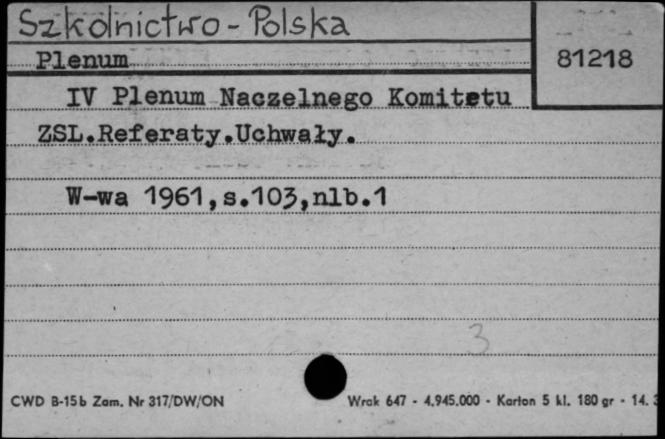 Szkolnictwo - Polska
Plenum
81218
IV Plenum Naczelnego Komitetu
ZSL.Referaty.Uchwały.
W-wa 1961,s.103,nlb.1
3
CWD B-15b Zam. Nr 317/DW/ON
Wrak 647 - 4.945.000 - Karton 5 kl. 180 gr - 14.